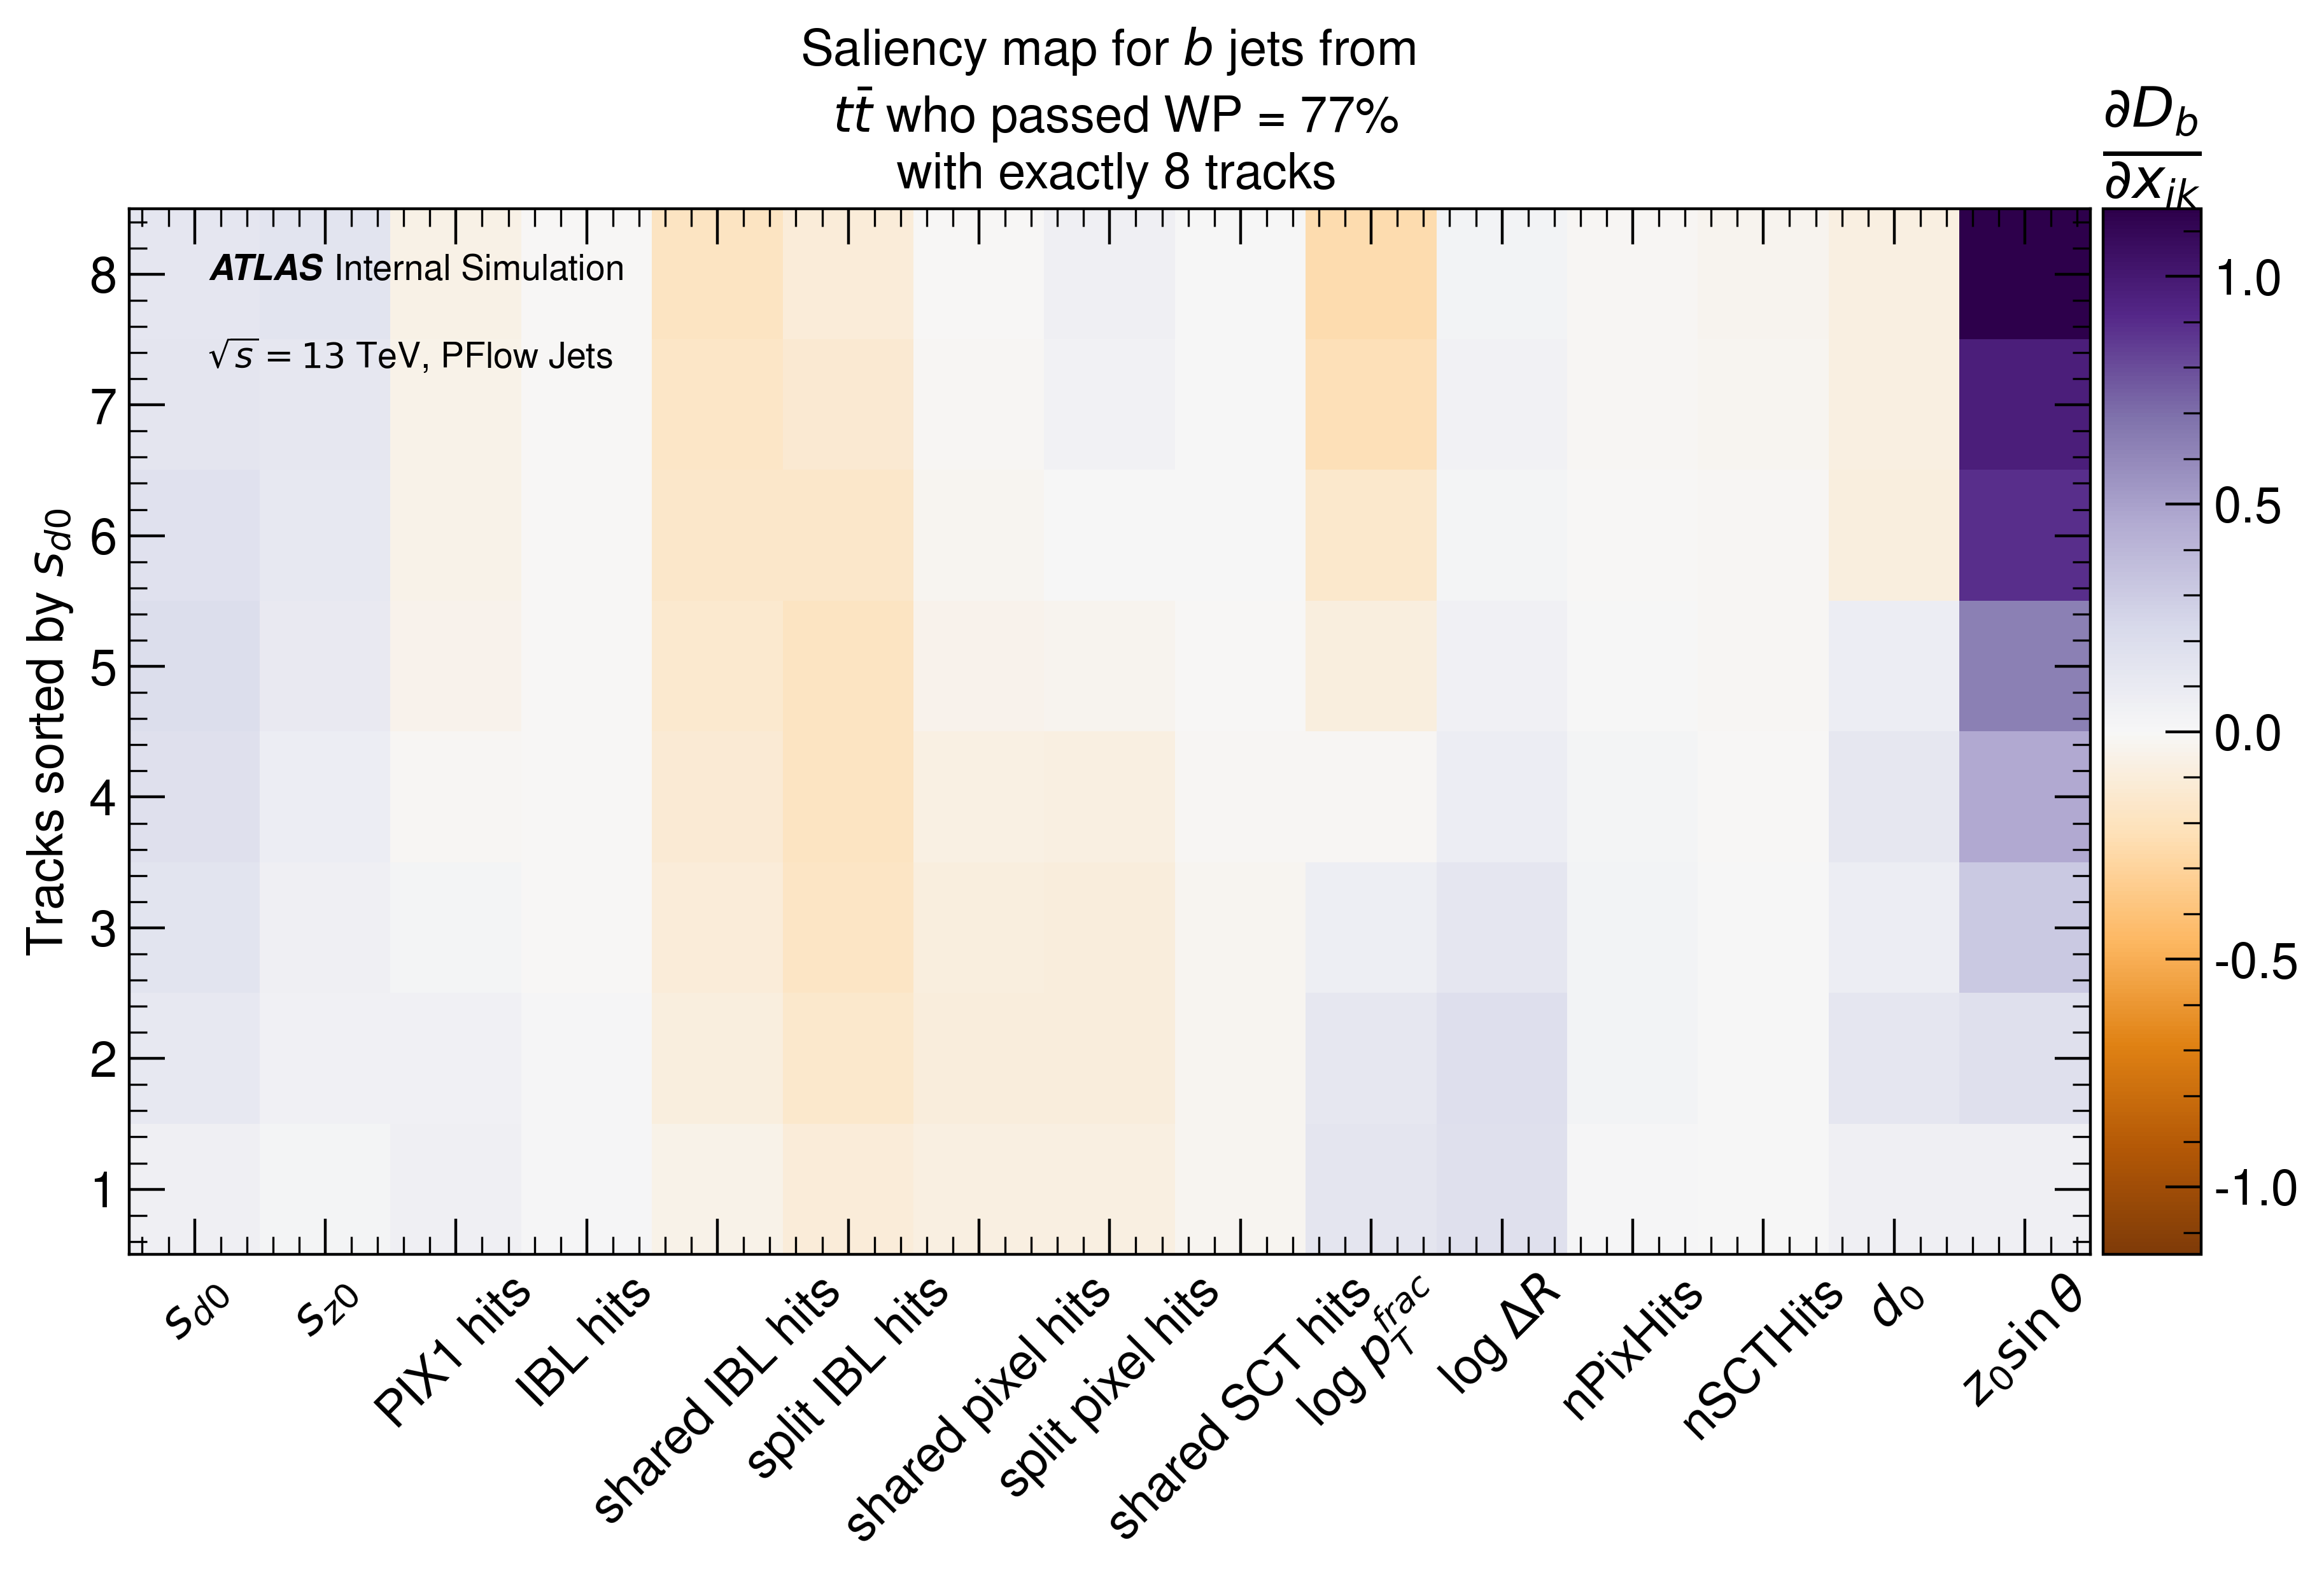 Saliency map for b jets from
tt̄ who passed WP = 77%
with exactly 8 tracks
∂D_b
∂x_ik
ATLAS Internal Simulation
√s = 13 TeV, PFlow Jets
Tracks sorted by s_d0
8
7
6
5
4
3
2
1
1.0
0.5
0.0
-0.5
-1.0
s_d0
s_z0
PIX1 hits
IBL hits
shared IBL hits
split IBL hits
shared pixel hits
split pixel hits
shared SCT hits
log p_T^frac
log ΔR
nPixHits
nSCTHits
d_0
z_0 sin θ